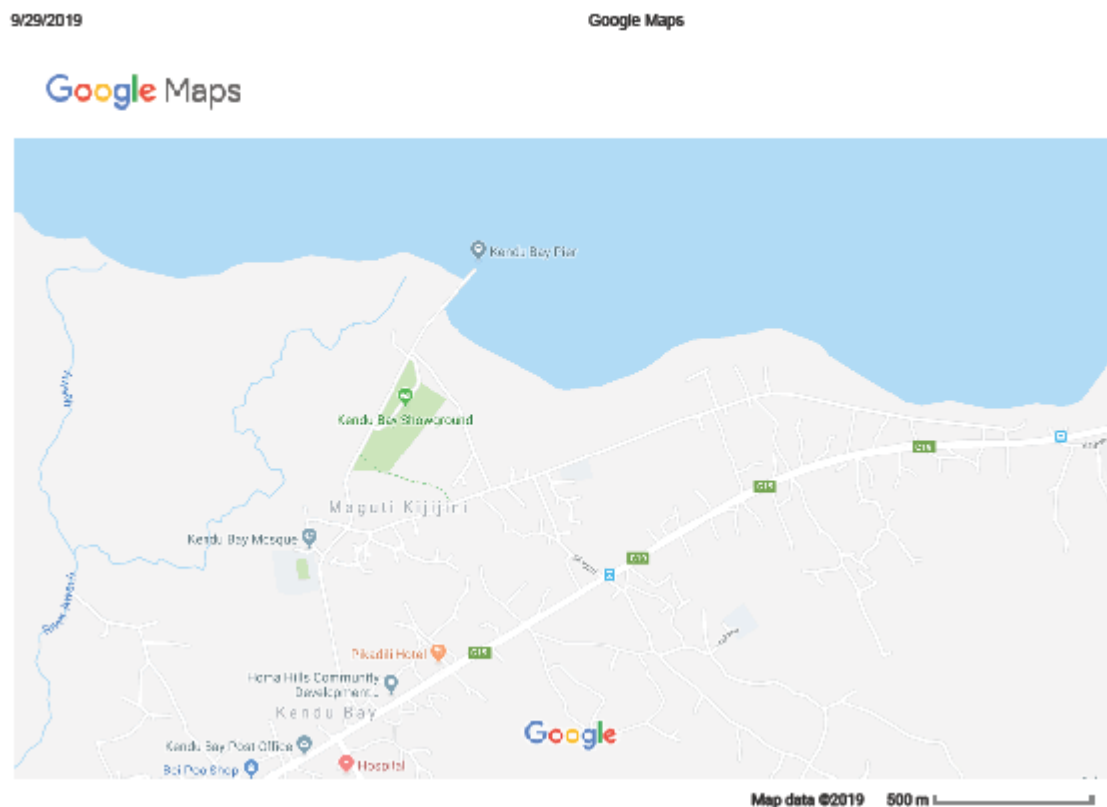 9/29/2019
Google Maps
Google Maps
Kendu Bay Pier
Kendu Bay Showground
C19
C19
Maguti Kijijini
Kendu Bay Mosque
C19
Pikadili Hotel
C19
Homa Hills Community
Development...
Kendu Bay
Google
Kendu Bay Post Office
Hospital
Map data ©2019
500 m